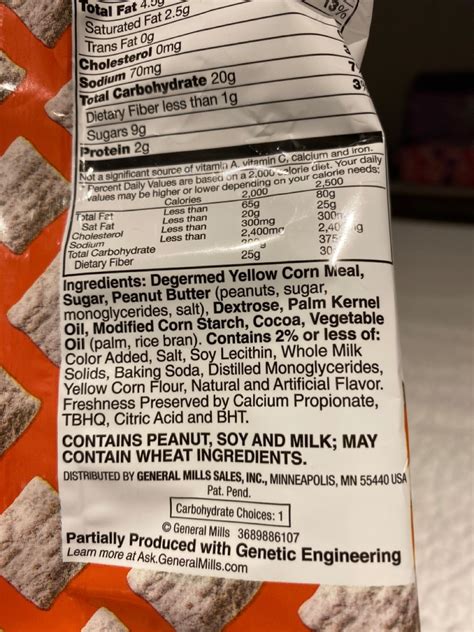 Total Fat 4.5g
13%
Saturated Fat 2.5g
Trans Fat 0g
Cholesterol 0mg
Sodium 70mg
Total Carbohydrate 20g
Dietary Fiber less than 1g
Sugars 9g
Protein 2g
Not a significant source of vitamin A, vitamin C, calcium and iron.
Percent Daily Values are based on a 2,000 calorie diet. Your daily
values may be higher or lower depending on your calorie needs:
Calories 2,000 2,500
Total Fat Less than 65g 80g
Sat Fat Less than 20g 25g
Cholesterol Less than 300mg
Sodium Less than 2,400mg
Total Carbohydrate
Dietary Fiber 25g
Ingredients: Degermed Yellow Corn Meal,
Sugar, Peanut Butter (peanuts, sugar,
monoglycerides, salt), Dextrose, Palm Kernel
Oil, Modified Corn Starch, Cocoa, Vegetable
Oil (palm, rice bran). Contains 2% or less of:
Color Added, Salt, Soy Lecithin, Whole Milk
Solids, Baking Soda, Distilled Monoglycerides,
Yellow Corn Flour, Natural and Artificial Flavor.
Freshness Preserved by Calcium Propionate,
TBHQ, Citric Acid and BHT.
CONTAINS PEANUT, SOY AND MILK; MAY
CONTAIN WHEAT INGREDIENTS.
DISTRIBUTED BY GENERAL MILLS SALES, INC., MINNEAPOLIS, MN 55440 USA
Pat. Pend.
Carbohydrate Choices: 1
© General Mills 3689886107
Partially Produced with Genetic Engineering
Learn more at Ask.GeneralMills.com